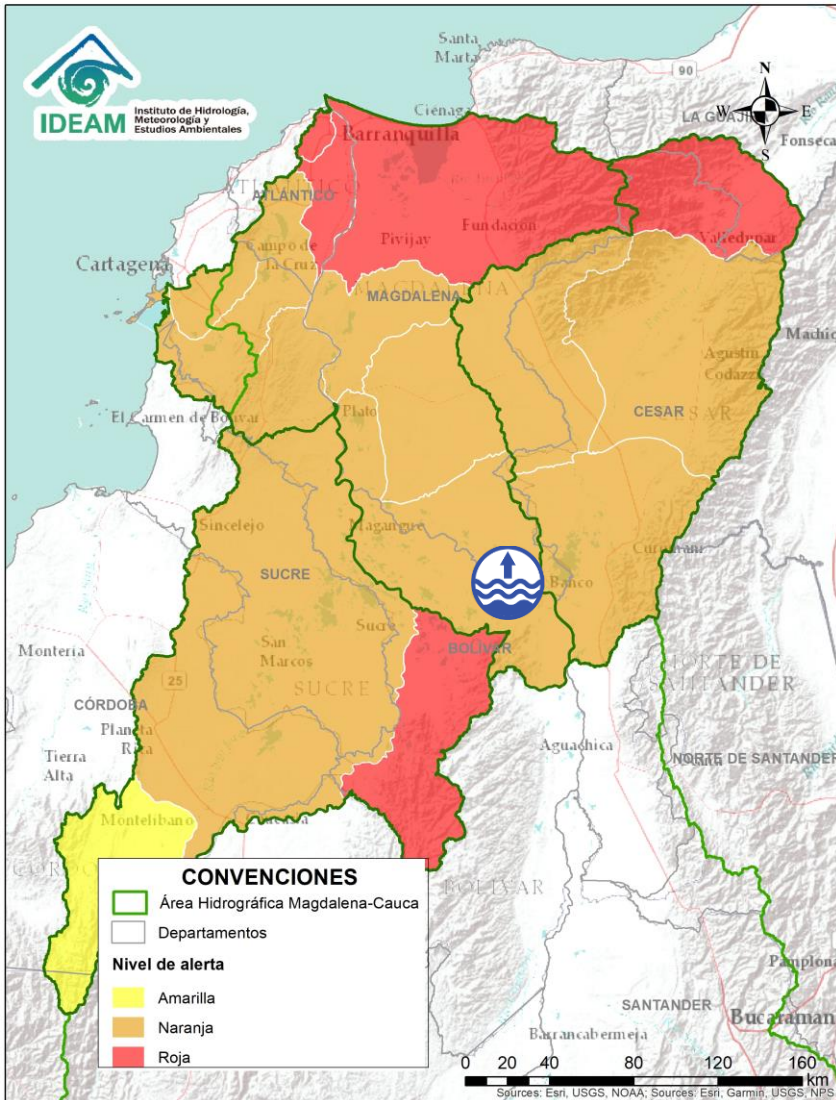 IDEAM
Instituto de Hidrología,
Meteorología y
Estudios Ambientales
Santa
Marta
90
N
E
S
LA GUAJI
Fonseca
Ciénaga
Barranquilla
ATLÁNTICO
Fundación
Pivijay
Valledupar
Campo de
la Cruz
Cartagena
MAGDALENA
Machiq
Agustín
Codazzi
CESAR
Plato
El Carmen de Bolívar
Sincelejo
Magangué
SUCRE
Banco
Sucre
BOLÍVAR
San
Marcos
SUCRE
Montería
25
NORTE DE
SANTANDER
CÓRDOBA
Planeta
Rica
Tierra
Alta
Aguachica
NORTE DE SANTANDER
Montelíbano
BOLÍVAR
CONVENCIONES
Área Hidrográfica Magdalena-Cauca
Departamentos
Nivel de alerta
Amarilla
Naranja
Roja
Pamplona
SANTANDER
Bucaraman
Barrancabermeja
0 20 40 80 120 160
km
Sources: Esri, USGS, NOAA; Sources: Esri, Garmin, USGS, NPS